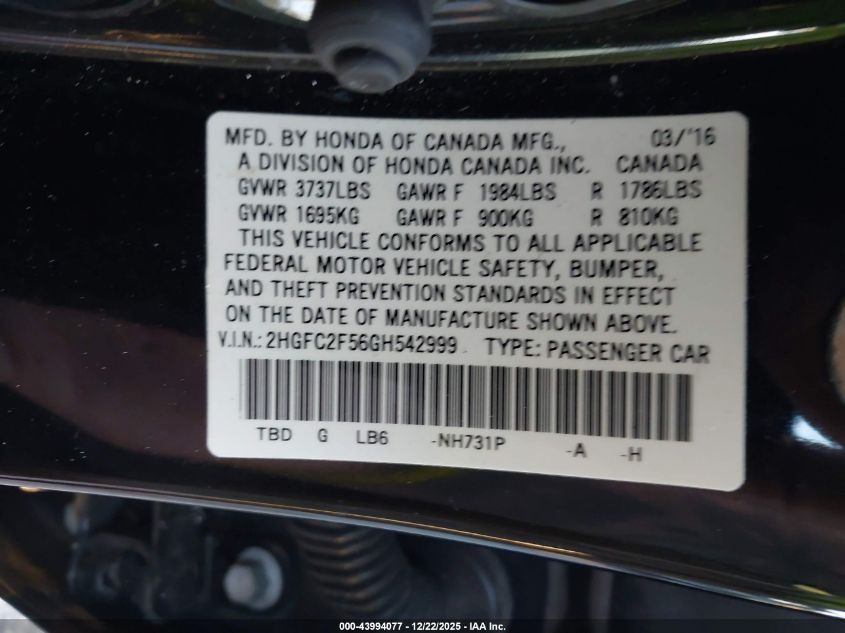 MFD. BY HONDA OF CANADA MFG., 03/'16
A DIVISION OF HONDA CANADA INC. CANADA
GVWR 3737LBS GAWR F 1984LBS R 1786LBS
GVWR 1695KG GAWR F 900KG R 810KG
THIS VEHICLE CONFORMS TO ALL APPLICABLE
FEDERAL MOTOR VEHICLE SAFETY, BUMPER,
AND THEFT PREVENTION STANDARDS IN EFFECT
ON THE DATE OF MANUFACTURE SHOWN ABOVE.
V.I.N.: 2HGFC2F56GH542999 TYPE: PASSENGER CAR
TBD G LB6 -NH731P -A -H
000-43994077 - 12/22/2025 - IAA Inc.